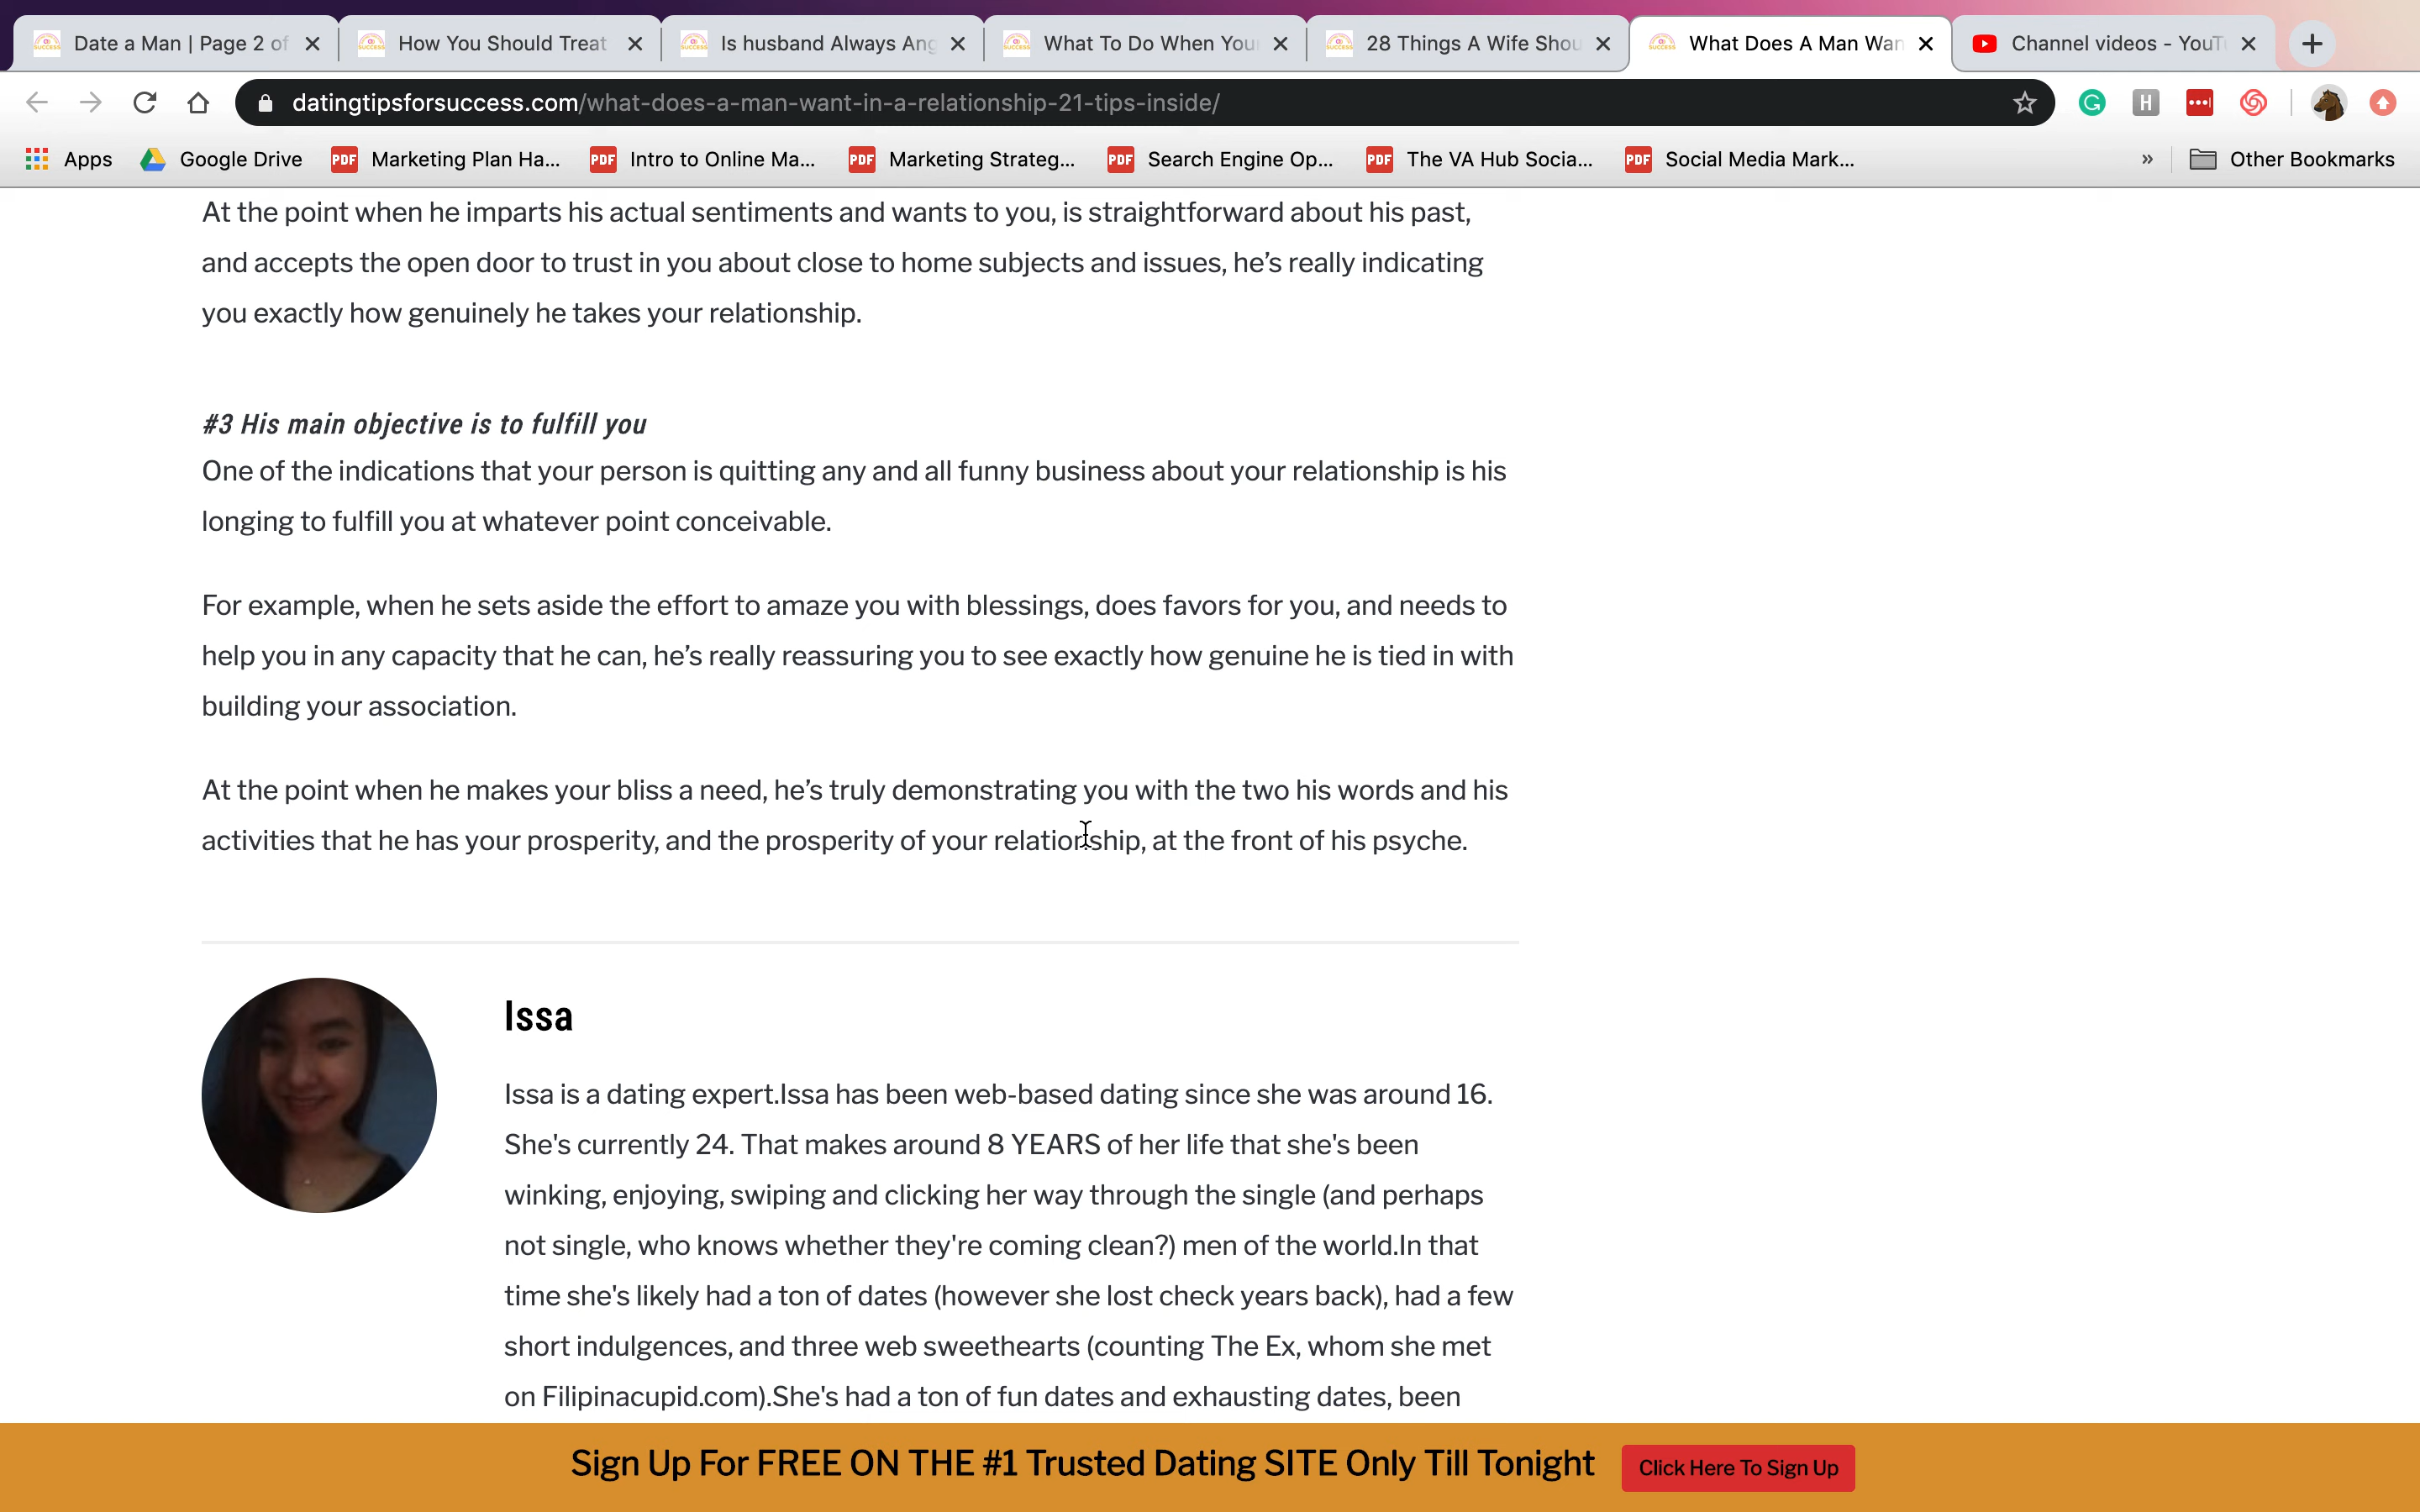 Date a Man | Page 2 of
How You Should Treat
Is husband Always Ang
What To Do When You
28 Things A Wife Shou
What Does A Man Wan
Channel videos - YouT
datingtipsforsuccess.com/what-does-a-man-want-in-a-relationship-21-tips-inside/
Apps
Google Drive
PDF Marketing Plan Ha...
PDF Intro to Online Ma...
PDF Marketing Strateg...
PDF Search Engine Op...
PDF The VA Hub Socia...
PDF Social Media Mark...
» Other Bookmarks
At the point when he imparts his actual sentiments and wants to you, is straightforward about his past,
and accepts the open door to trust in you about close to home subjects and issues, he’s really indicating
you exactly how genuinely he takes your relationship.
#3 His main objective is to fulfill you
One of the indications that your person is quitting any and all funny business about your relationship is his
longing to fulfill you at whatever point conceivable.
For example, when he sets aside the effort to amaze you with blessings, does favors for you, and needs to
help you in any capacity that he can, he’s really reassuring you to see exactly how genuine he is tied in with
building your association.
At the point when he makes your bliss a need, he’s truly demonstrating you with the two his words and his
activities that he has your prosperity, and the prosperity of your relationship, at the front of his psyche.
Issa
Issa is a dating expert.Issa has been web-based dating since she was around 16.
She's currently 24. That makes around 8 YEARS of her life that she's been
winking, enjoying, swiping and clicking her way through the single (and perhaps
not single, who knows whether they're coming clean?) men of the world.In that
time she's likely had a ton of dates (however she lost check years back), had a few
short indulgences, and three web sweethearts (counting The Ex, whom she met
on Filipinacupid.com).She's had a ton of fun dates and exhausting dates, been
Sign Up For FREE ON THE #1 Trusted Dating SITE Only Till Tonight
Click Here To Sign Up